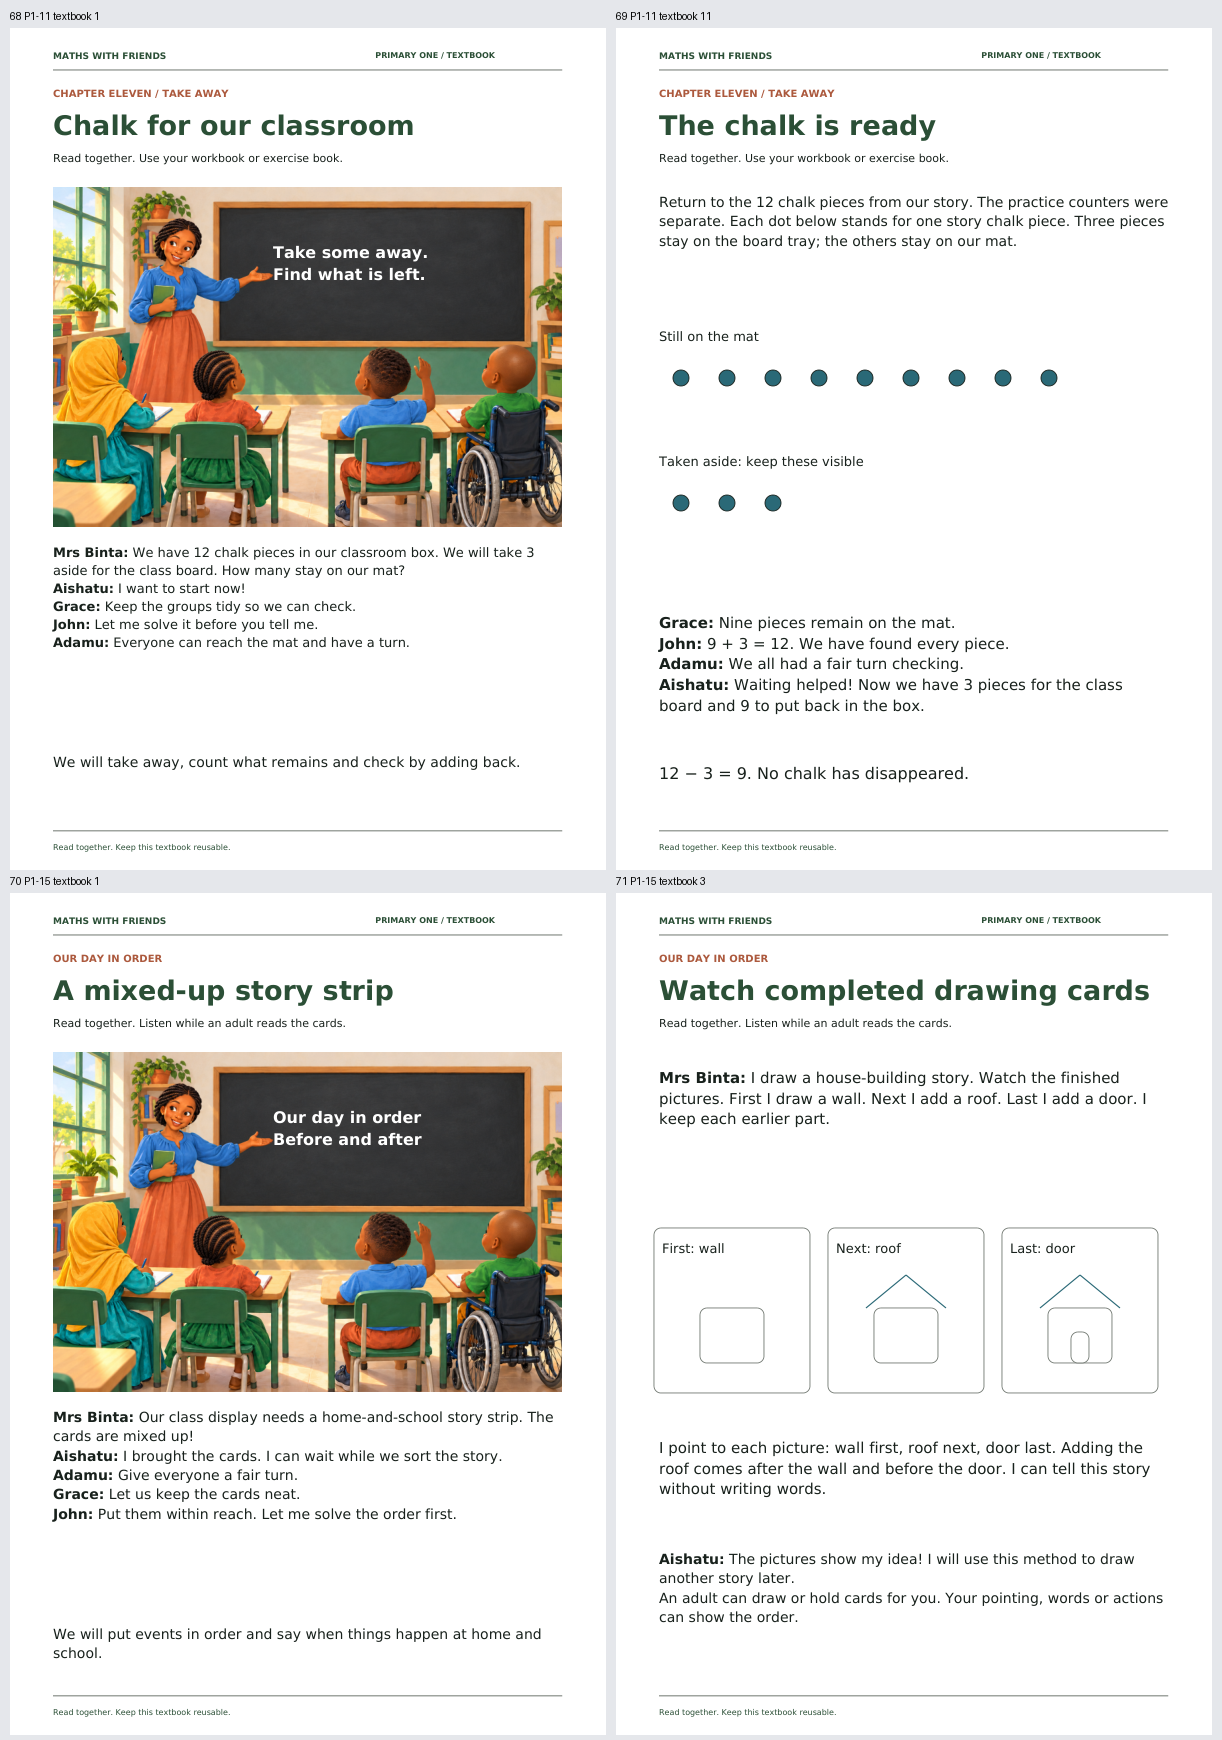 68 P1-11 textbook 1
MATHS WITH FRIENDS
PRIMARY ONE / TEXTBOOK
CHAPTER ELEVEN / TAKE AWAY
Chalk for our classroom
Read together. Use your workbook or exercise book.
Take some away.
Find what is left.
Mrs Binta: We have 12 chalk pieces in our classroom box. We will take 3
aside for the class board. How many stay on our mat?
Aishatu: I want to start now!
Grace: Keep the groups tidy so we can check.
John: Let me solve it before you tell me.
Adamu: Everyone can reach the mat and have a turn.
We will take away, count what remains and check by adding back.
Read together. Keep this textbook reusable.
69 P1-11 textbook 11
MATHS WITH FRIENDS
PRIMARY ONE / TEXTBOOK
CHAPTER ELEVEN / TAKE AWAY
The chalk is ready
Read together. Use your workbook or exercise book.
Return to the 12 chalk pieces from our story. The practice counters were
separate. Each dot below stands for one story chalk piece. Three pieces
stay on the board tray; the others stay on our mat.
Still on the mat
Taken aside: keep these visible
Grace: Nine pieces remain on the mat.
John: 9 + 3 = 12. We have found every piece.
Adamu: We all had a fair turn checking.
Aishatu: Waiting helped! Now we have 3 pieces for the class
board and 9 to put back in the box.
12 − 3 = 9. No chalk has disappeared.
Read together. Keep this textbook reusable.
70 P1-15 textbook 1
MATHS WITH FRIENDS
PRIMARY ONE / TEXTBOOK
OUR DAY IN ORDER
A mixed-up story strip
Read together. Listen while an adult reads the cards.
Our day in order
Before and after
Mrs Binta: Our class display needs a home-and-school story strip. The
cards are mixed up!
Aishatu: I brought the cards. I can wait while we sort the story.
Adamu: Give everyone a fair turn.
Grace: Let us keep the cards neat.
John: Put them within reach. Let me solve the order first.
We will put events in order and say when things happen at home and
school.
Read together. Keep this textbook reusable.
71 P1-15 textbook 3
MATHS WITH FRIENDS
PRIMARY ONE / TEXTBOOK
OUR DAY IN ORDER
Watch completed drawing cards
Read together. Listen while an adult reads the cards.
Mrs Binta: I draw a house-building story. Watch the finished
pictures. First I draw a wall. Next I add a roof. Last I add a door. I
keep each earlier part.
First: wall
Next: roof
Last: door
I point to each picture: wall first, roof next, door last. Adding the
roof comes after the wall and before the door. I can tell this story
without writing words.
Aishatu: The pictures show my idea! I will use this method to draw
another story later.
An adult can draw or hold cards for you. Your pointing, words or actions
can show the order.
Read together. Keep this textbook reusable.